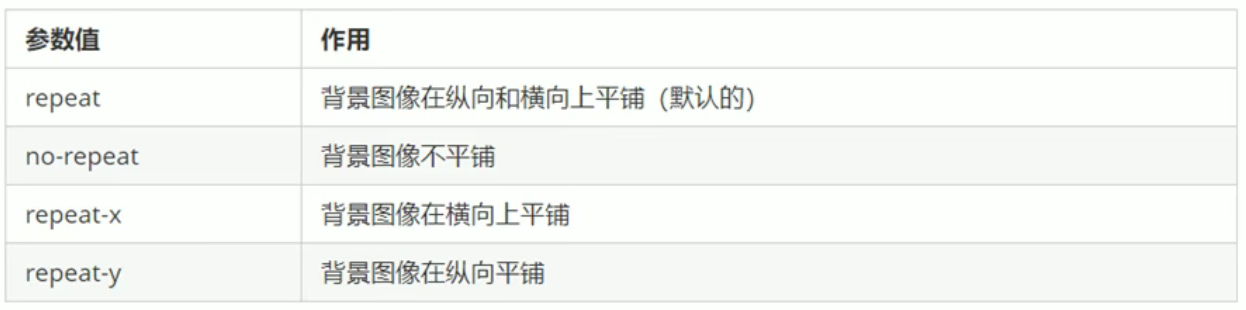 参数值 作用
repeat 背景图像在纵向和横向上平铺（默认的）
no-repeat 背景图像不平铺
repeat-x 背景图像在横向上平铺
repeat-y 背景图像在纵向平铺